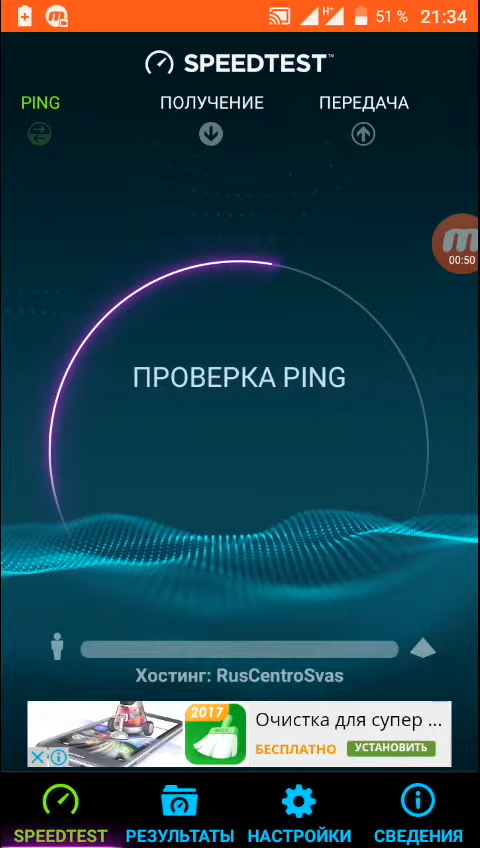 H+ 51 % 21:34
SPEEDTEST™
PING ПОЛУЧЕНИЕ ПЕРЕДАЧА
00:50
ПРОВЕРКА PING
Хостинг: RusCentroSvas
2017
Очистка для супер ...
БЕСПЛАТНО УСТАНОВИТЬ
SPEEDTEST РЕЗУЛЬТАТЫ НАСТРОЙКИ СВЕДЕНИЯ